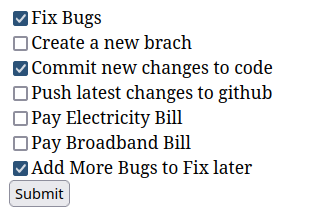 Fix Bugs
Create a new brach
Commit new changes to code
Push latest changes to github
Pay Electricity Bill
Pay Broadband Bill
Add More Bugs to Fix later
Submit